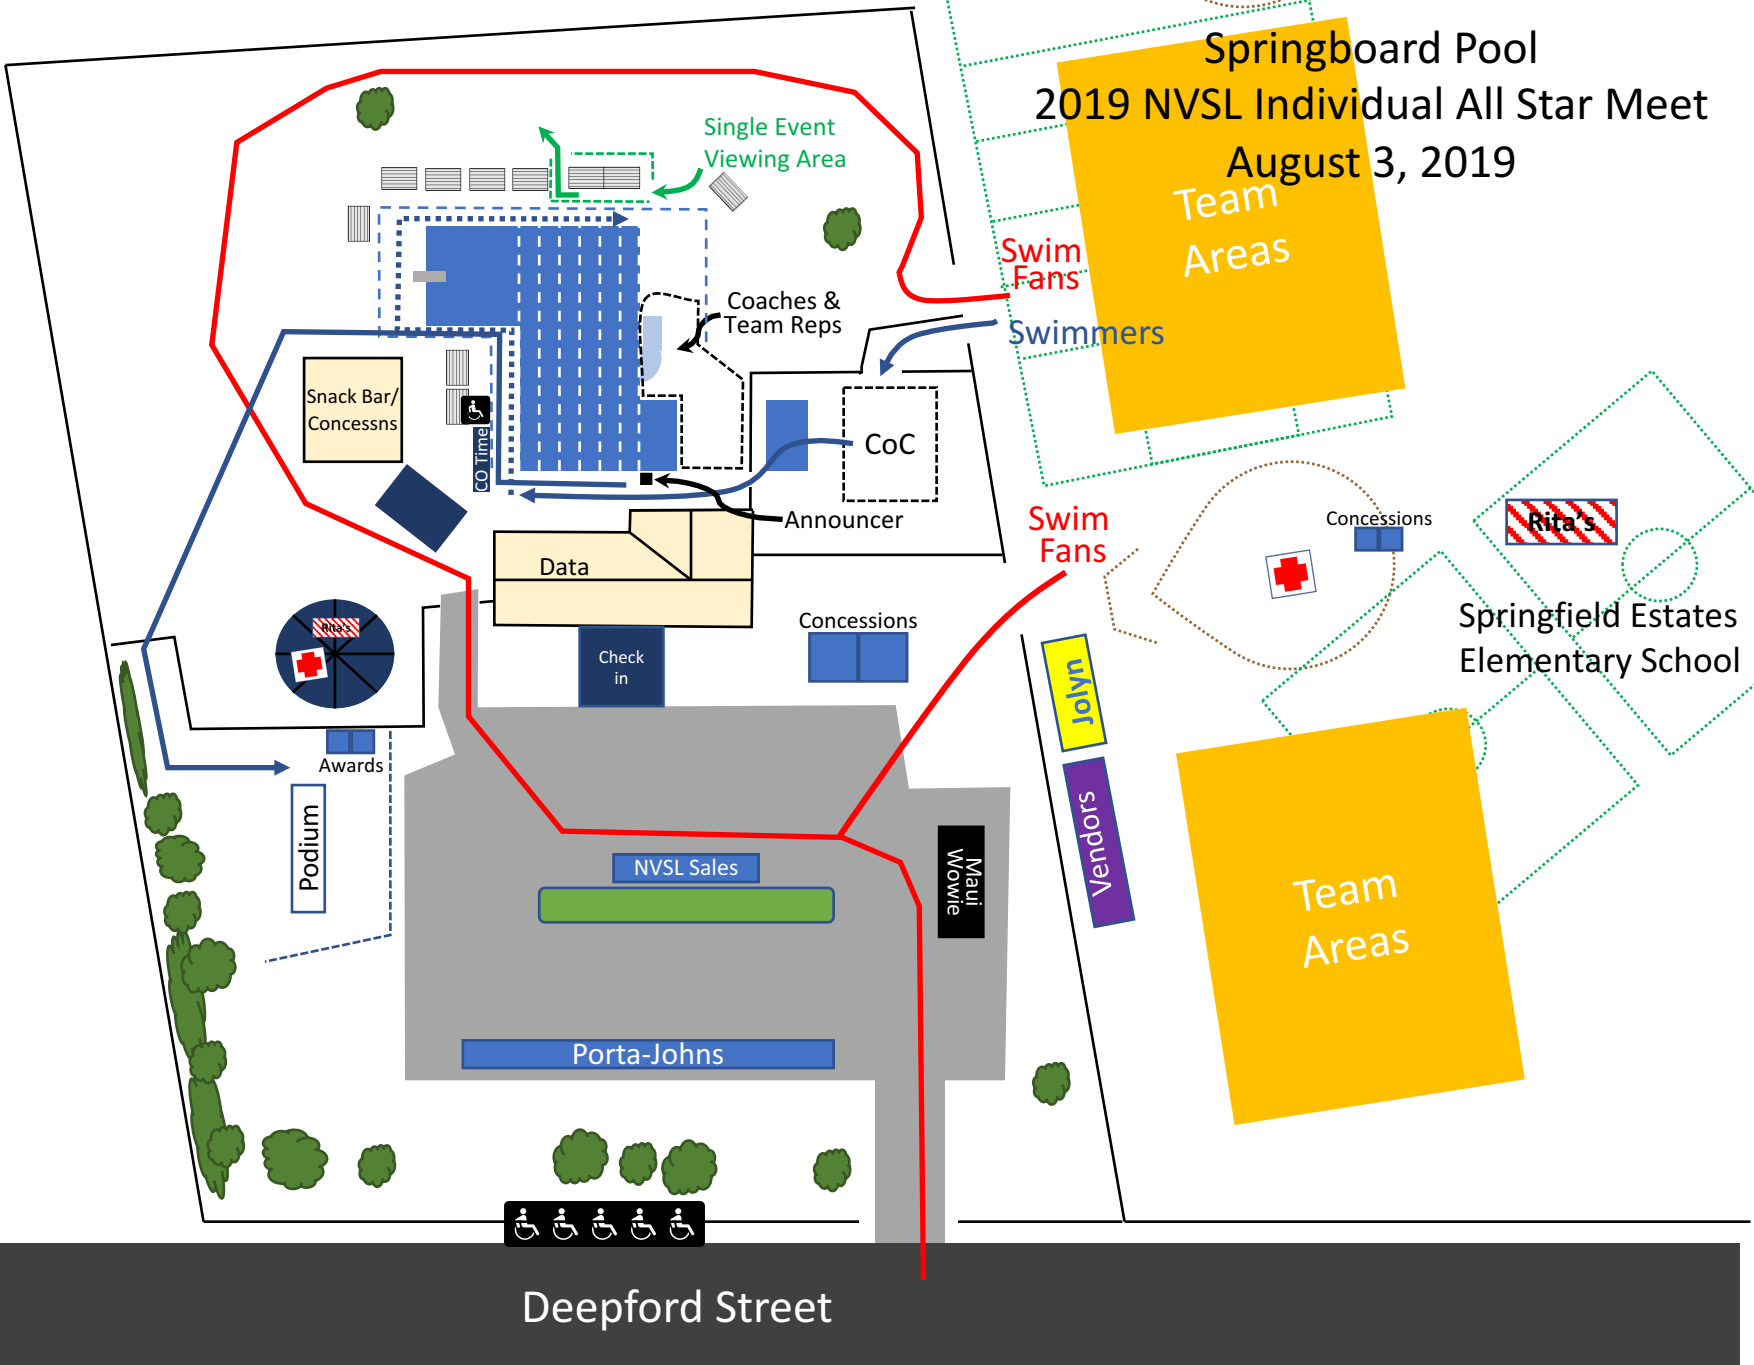 Springboard Pool
2019 NVSL Individual All Star Meet
August 3, 2019
Team
Areas
Single Event
Viewing Area
Swim
Fans
Swimmers
Coaches &
Team Reps
Snack Bar/
Concessns
CO Time
CoC
Announcer
Data
Swim
Fans
Concessions
Rita's
Springfield Estates
Elementary School
Rita's
Check
in
Concessions
Jolyn
Awards
Podium
Vendors
NVSL Sales
Maui
Wowie
Team
Areas
Porta-Johns
Deepford Street